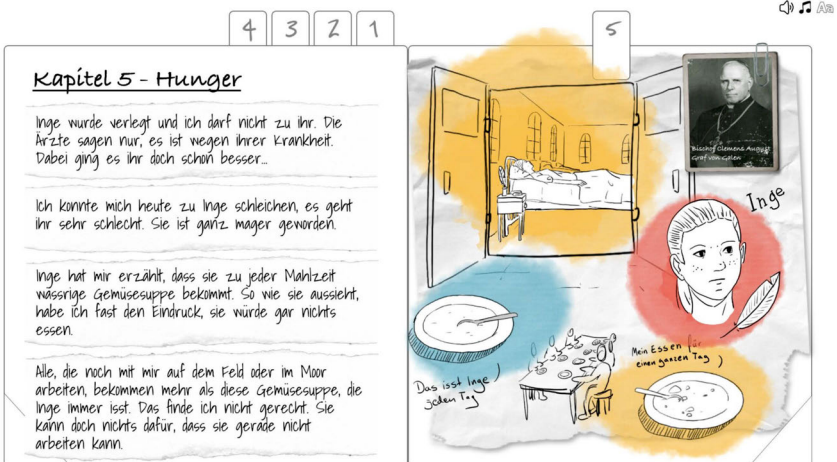 4 3 2 1
5
Aa
Kapitel 5 - Hunger
Inge wurde verlegt und ich darf nicht zu ihr. Die
Ärzte sagen nur, es ist wegen ihrer Krankheit.
Dabei ging es ihr doch schon besser...
Ich konnte mich heute zu Inge schleichen, es geht
ihr sehr schlecht. Sie ist ganz mager geworden.
Inge hat mir erzählt, dass sie zu jeder Mahlzeit
wässrige Gemüsesuppe bekommt. So wie sie aussieht,
habe ich fast den Eindruck, sie würde gar nichts
essen.
Alle, die noch mit mir auf dem Feld oder im Moor
arbeiten, bekommen mehr als diese Gemüsesuppe, die
Inge immer isst. Das finde ich nicht gerecht. Sie
kann doch nichts dafür, dass sie gerade nicht
arbeiten kann.
Bischof Clemens August
Graf von Galen
Inge
Das isst Inge
jeden Tag
Mein Essen für
einen ganzen Tag